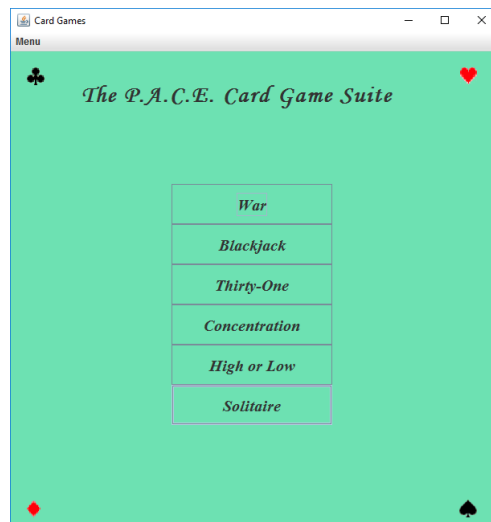 Card Games
Menu
The P.A.C.E. Card Game Suite
War
Blackjack
Thirty-One
Concentration
High or Low
Solitaire